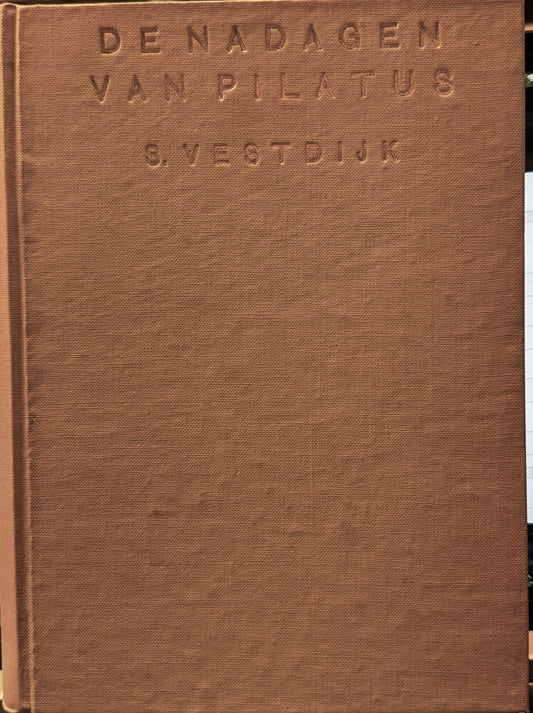 DE NADAGEN
VAN PILATUS
S. VESTDIJK